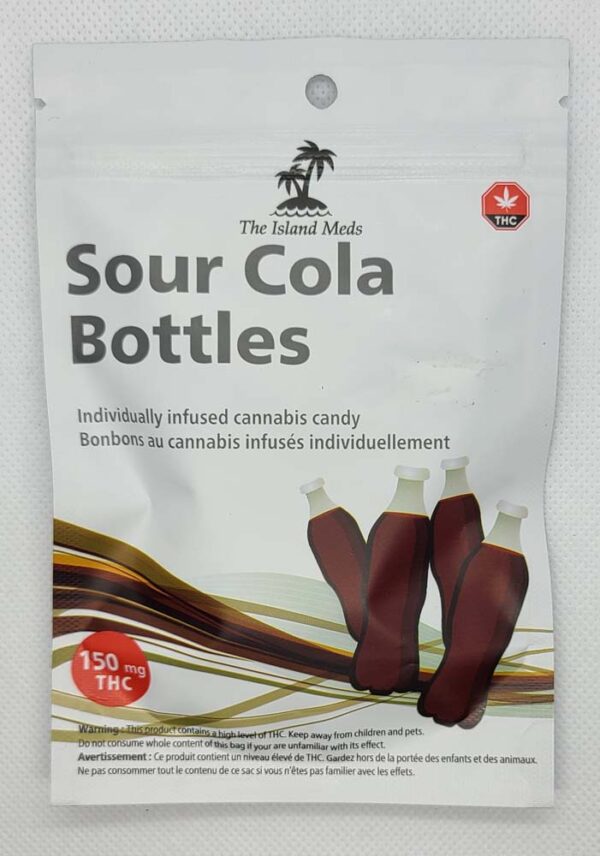 The Island Meds
THC
Sour Cola
Bottles
Individually infused cannabis candy
Bonbons au cannabis infusés individuellement
150 mg
THC
Warning : This product contains a high level of THC. Keep away from children and pets.
Do not consume whole content of this bag if your are unfamiliar with its effect.
Avertissement : Ce produit contient un niveau élevé de THC. Gardez hors de la portée des enfants et des animaux.
Ne pas consommer tout le contenu de ce sac si vous n'êtes pas familier avec les effets.